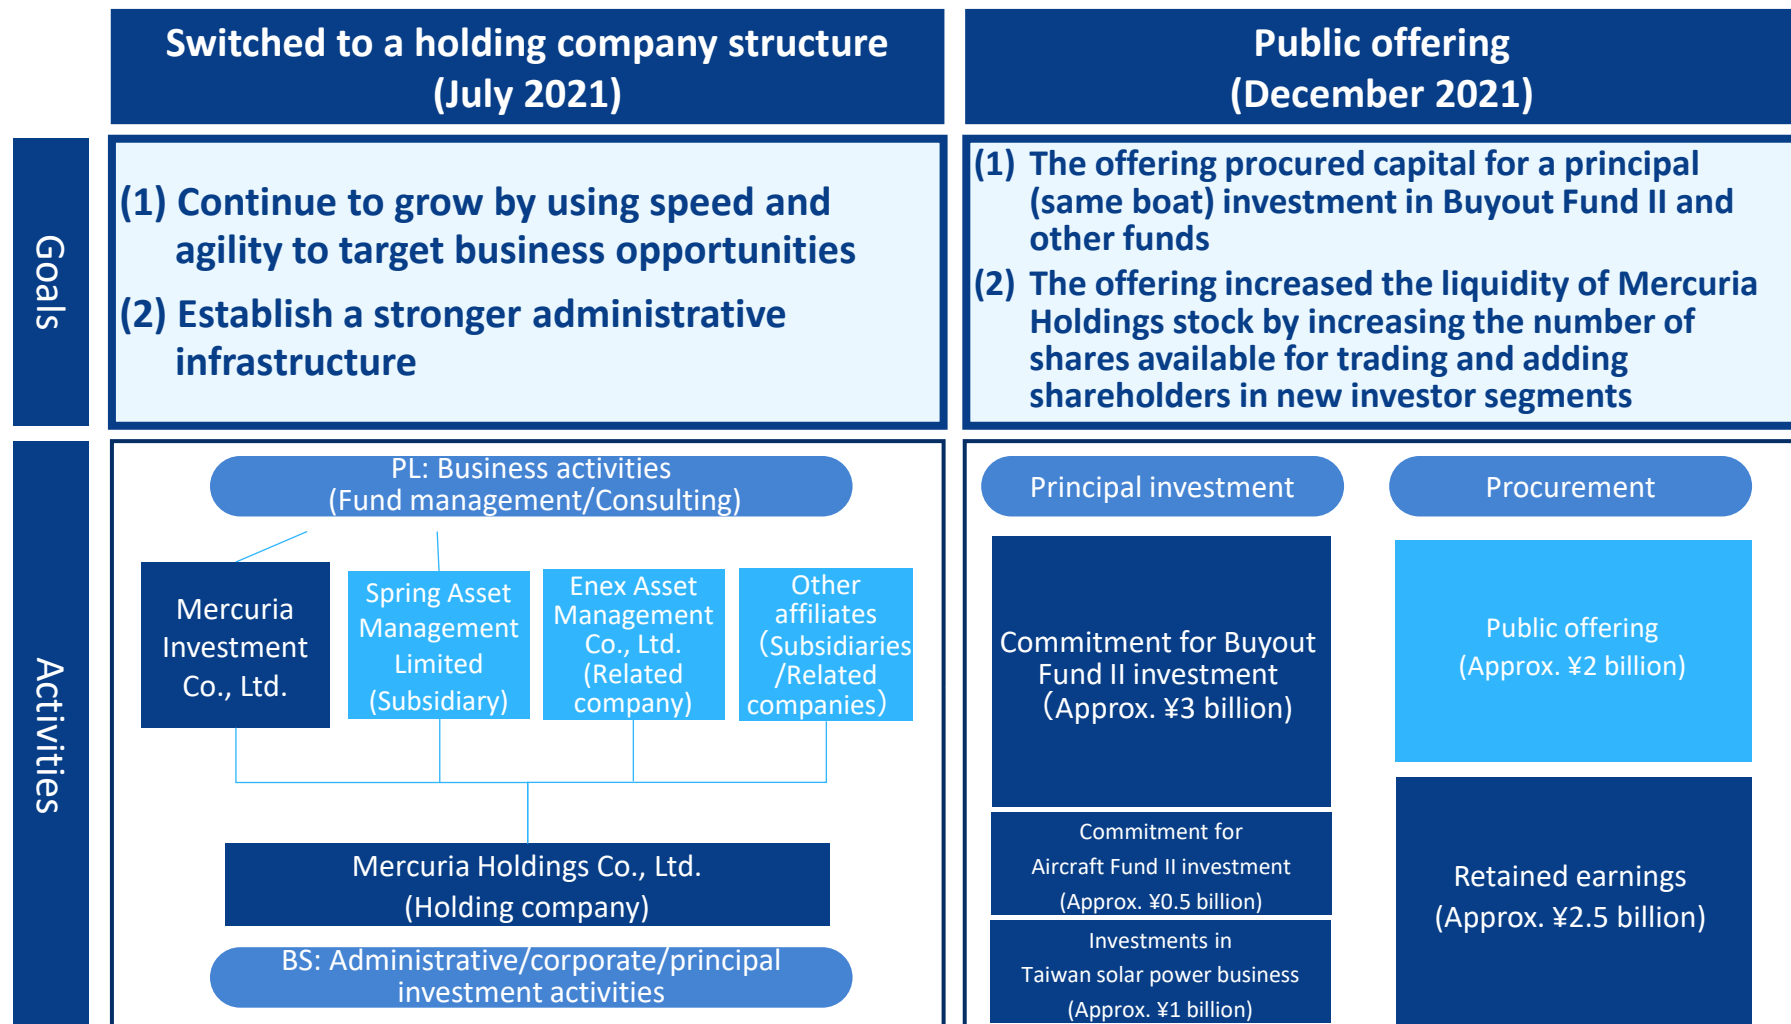 Switched to a holding company structure
(July 2021)
Public offering
(December 2021)
Goals
(1) Continue to grow by using speed and
agility to target business opportunities
(2) Establish a stronger administrative
infrastructure
(1) The offering procured capital for a principal
(same boat) investment in Buyout Fund II and
other funds
(2) The offering increased the liquidity of Mercuria
Holdings stock by increasing the number of
shares available for trading and adding
shareholders in new investor segments
Activities
PL: Business activities
(Fund management/Consulting)
Mercuria
Investment
Co., Ltd.
Spring Asset
Management
Limited
(Subsidiary)
Enex Asset
Management
Co., Ltd.
(Related
company)
Other
affiliates
（Subsidiaries
/Related
companies）
Mercuria Holdings Co., Ltd.
(Holding company)
BS: Administrative/corporate/principal
investment activities
Principal investment
Commitment for Buyout
Fund II investment
（Approx. ¥3 billion)
Commitment for
Aircraft Fund II investment
(Approx. ¥0.5 billion)
Investments in
Taiwan solar power business
(Approx. ¥1 billion)
Procurement
Public offering
(Approx. ¥2 billion)
Retained earnings
(Approx. ¥2.5 billion)